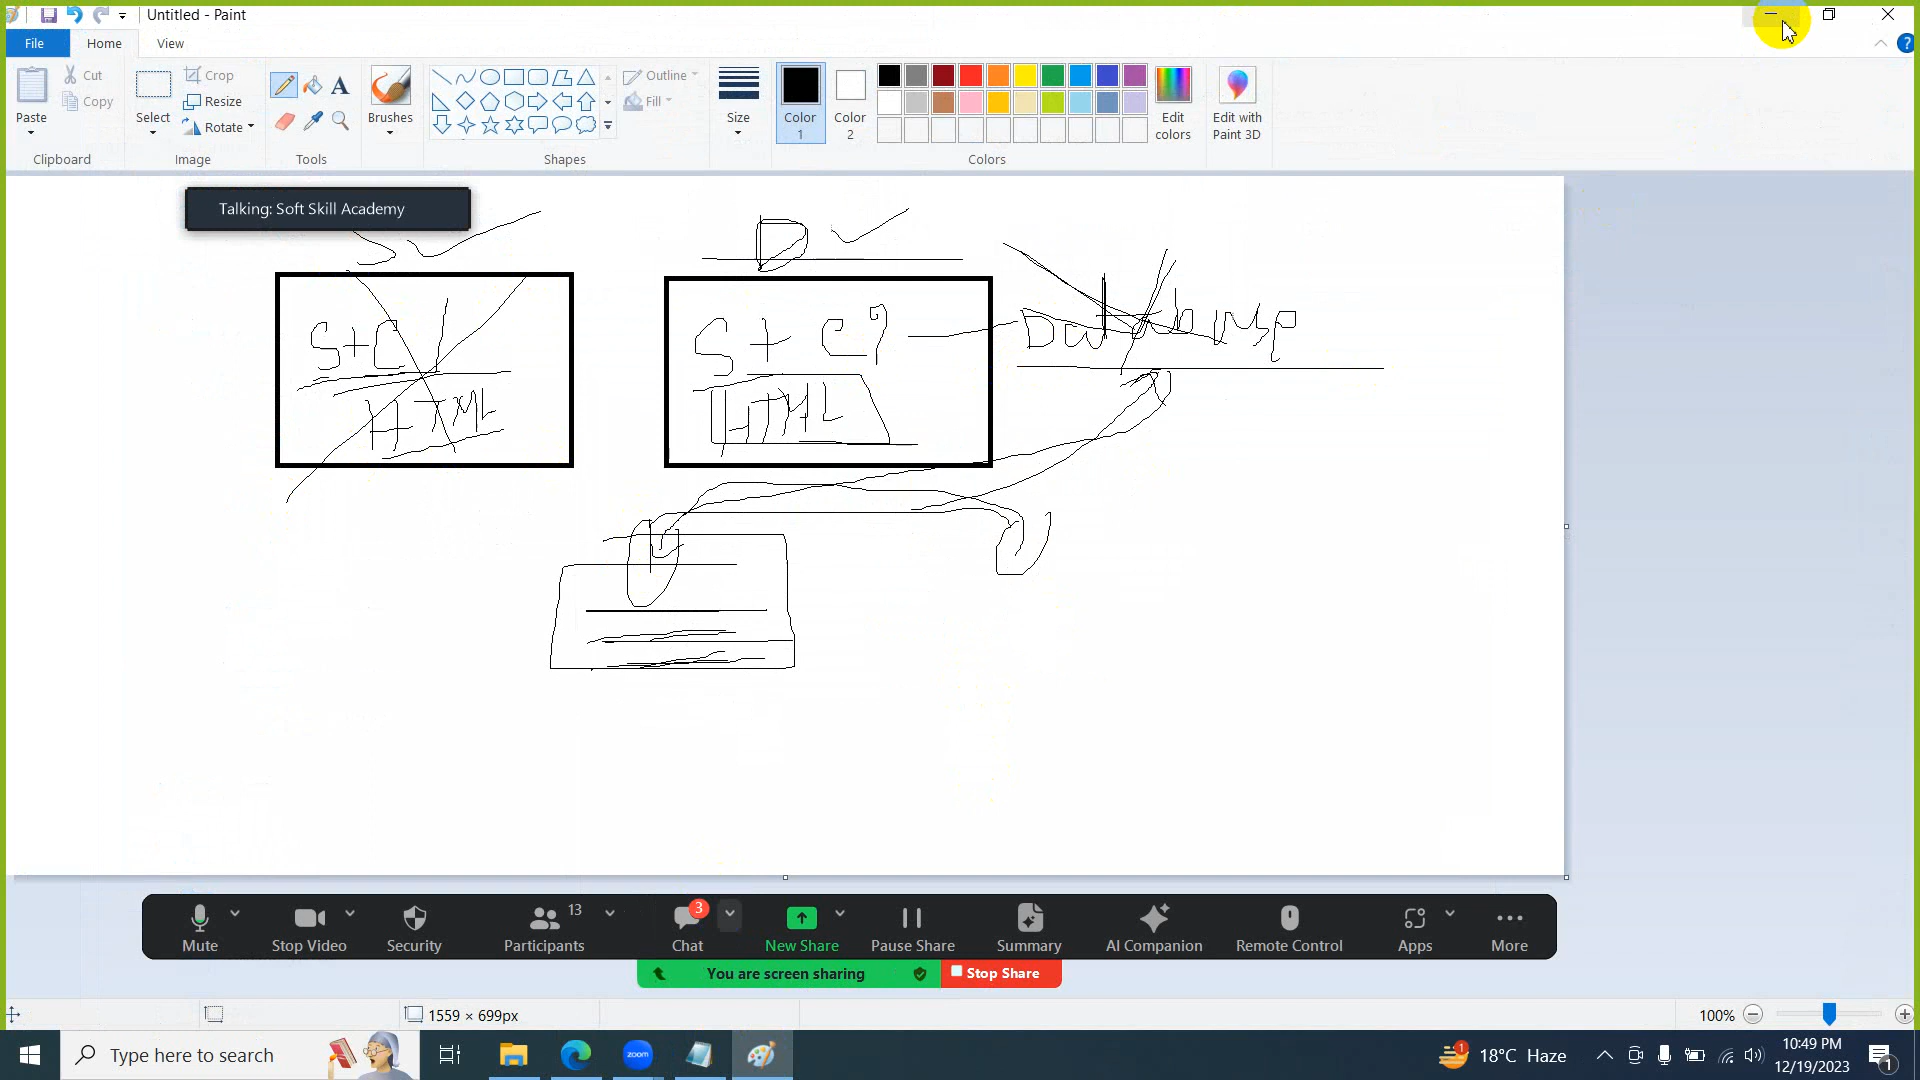 Untitled - Paint
File Home View
Paste Cut Copy Clipboard
Select Crop Resize Rotate Image
Tools
Brushes
Outline Fill Shapes
Size
Color 1 Color 2 Edit colors Colors
Edit with Paint 3D
?
Talking: Soft Skill Academy
D
S+C
HTML
S + C
HTML
Mute Stop Video Security Participants 13 Chat 3 New Share Pause Share Summary AI Companion Remote Control Apps More
You are screen sharing Stop Share
1559 × 699px 100%
Type here to search zoom 1 18°C Haze 10:49 PM
12/19/2023 1